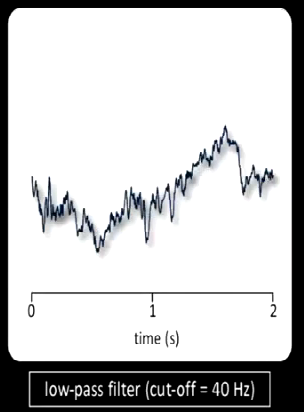 0 1 2
time (s)
low-pass filter (cut-off = 40 Hz)